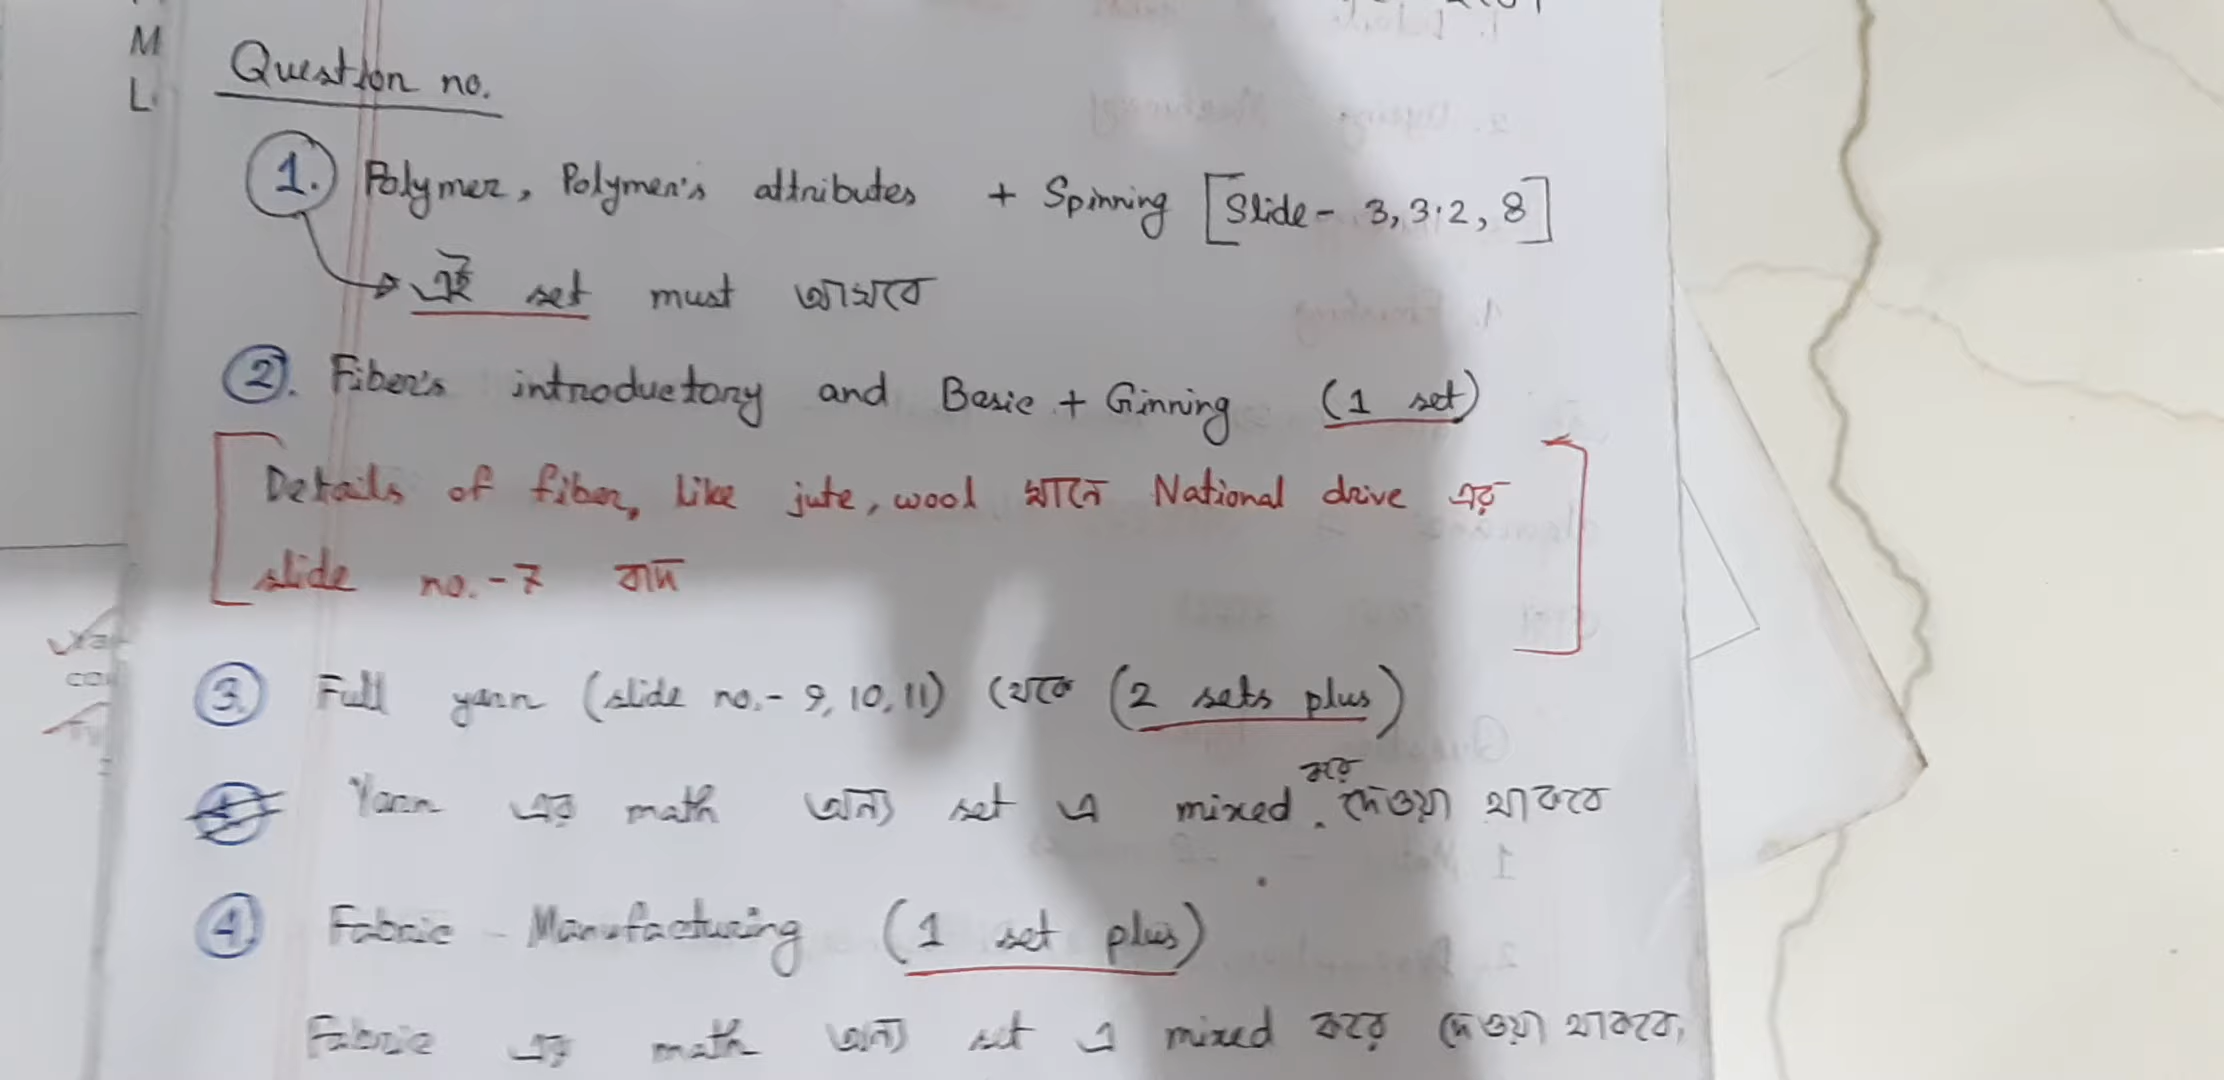 M
L
Question no.
1. Polymer, Polymer's attributes + Spinning [Slide- 3, 3.2, 8]
এই set must আসবে
2. Fiber's introductory and Basic + Ginning (1 set)
[Details of fiber, like jute, wool মানে National drive এর
slide no.-7 বাদ]
3. Full yarn (slide no.- 9, 10, 11) থেকে (2 sets plus)
Yarn এর math অন্য set এ mixed করে দেওয়া থাকবে
4. Fabric Manufacturing (1 set plus)
Fabric এর math অন্য set এ mixed করে দেওয়া থাকবে,